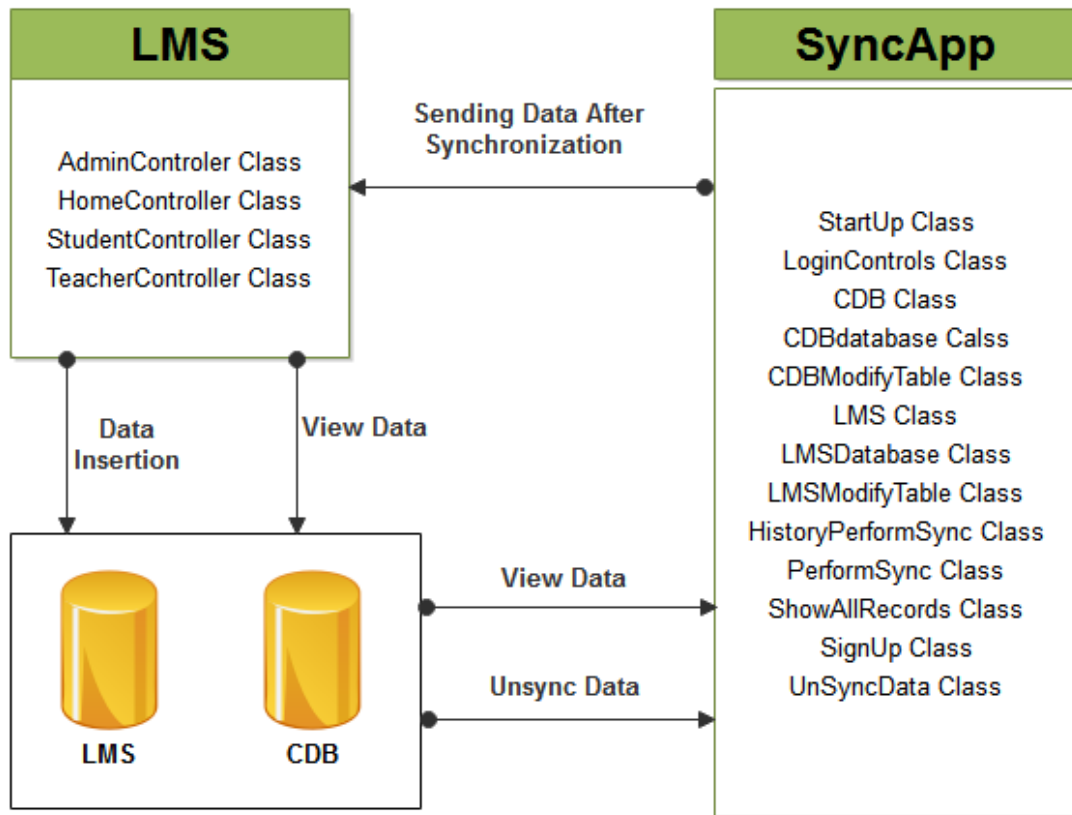 LMS
AdminControler Class
HomeController Class
StudentController Class
TeacherController Class
Sending Data After
Synchronization
SyncApp
StartUp Class
LoginControls Class
CDB Class
CDBdatabase Calss
CDBModifyTable Class
LMS Class
LMSDatabase Class
LMSModifyTable Class
HistoryPerformSync Class
PerformSync Class
ShowAllRecords Class
SignUp Class
UnSyncData Class
Data
Insertion
View Data
View Data
Unsync Data
LMS
CDB